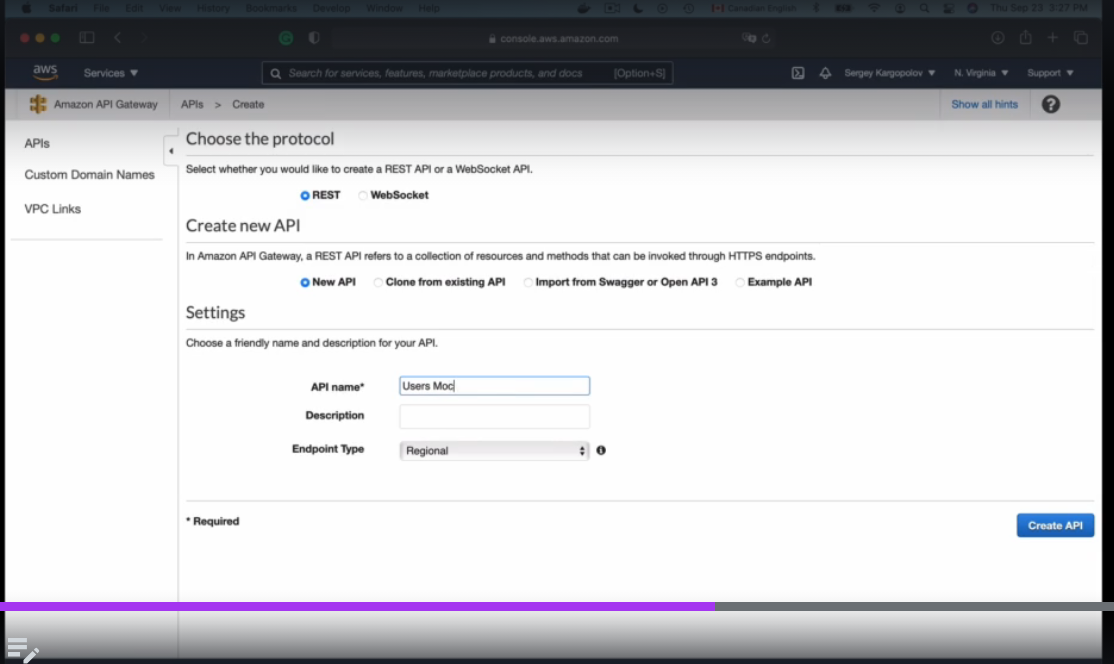 Safari File Edit View History Bookmarks Develop Window Help Canadian English Thu Sep 23 3:27 PM
console.aws.amazon.com
aws Services Search for services, features, marketplace products, and docs [Option+S] Sergey Kargopolov N. Virginia Support
Amazon API Gateway APIs > Create Show all hints ?
APIs
Custom Domain Names
VPC Links
Choose the protocol
Select whether you would like to create a REST API or a WebSocket API.
REST WebSocket
Create new API
In Amazon API Gateway, a REST API refers to a collection of resources and methods that can be invoked through HTTPS endpoints.
New API Clone from existing API Import from Swagger or Open API 3 Example API
Settings
Choose a friendly name and description for your API.
API name* Users Moc
Description
Endpoint Type Regional
* Required
Create API